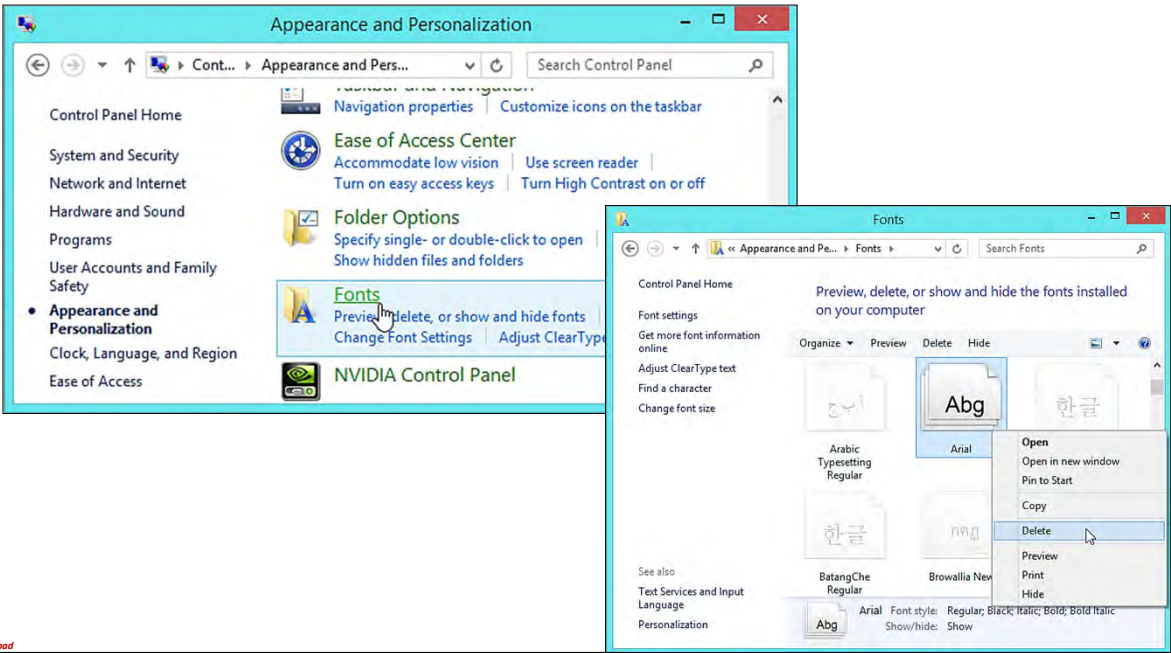 Appearance and Personalization
Cont... Appearance and Pers...
Search Control Panel
Control Panel Home
System and Security
Network and Internet
Hardware and Sound
Programs
User Accounts and Family
Safety
Appearance and
Personalization
Clock, Language, and Region
Ease of Access
Taskbar and Navigation
Navigation properties Customize icons on the taskbar
Ease of Access Center
Accommodate low vision Use screen reader
Turn on easy access keys Turn High Contrast on or off
Folder Options
Specify single- or double-click to open
Show hidden files and folders
Fonts
Preview, delete, or show and hide fonts
Change Font Settings Adjust ClearType
NVIDIA Control Panel
Fonts
« Appearance and Pe... Fonts
Search Fonts
Control Panel Home
Font settings
Get more font information
online
Adjust ClearType text
Find a character
Change font size
See also
Text Services and Input
Language
Personalization
Preview, delete, or show and hide the fonts installed
on your computer
Organize Preview Delete Hide
Abg
한글
Arabic
Typesetting
Regular
Arial
한글
BatangChe
Regular
Browallia New
Open
Open in new window
Pin to Start
Copy
Delete
Preview
Print
Hide
Abg
Arial Font style: Regular; Black; Italic; Bold; Bold Italic
Show/hide: Show